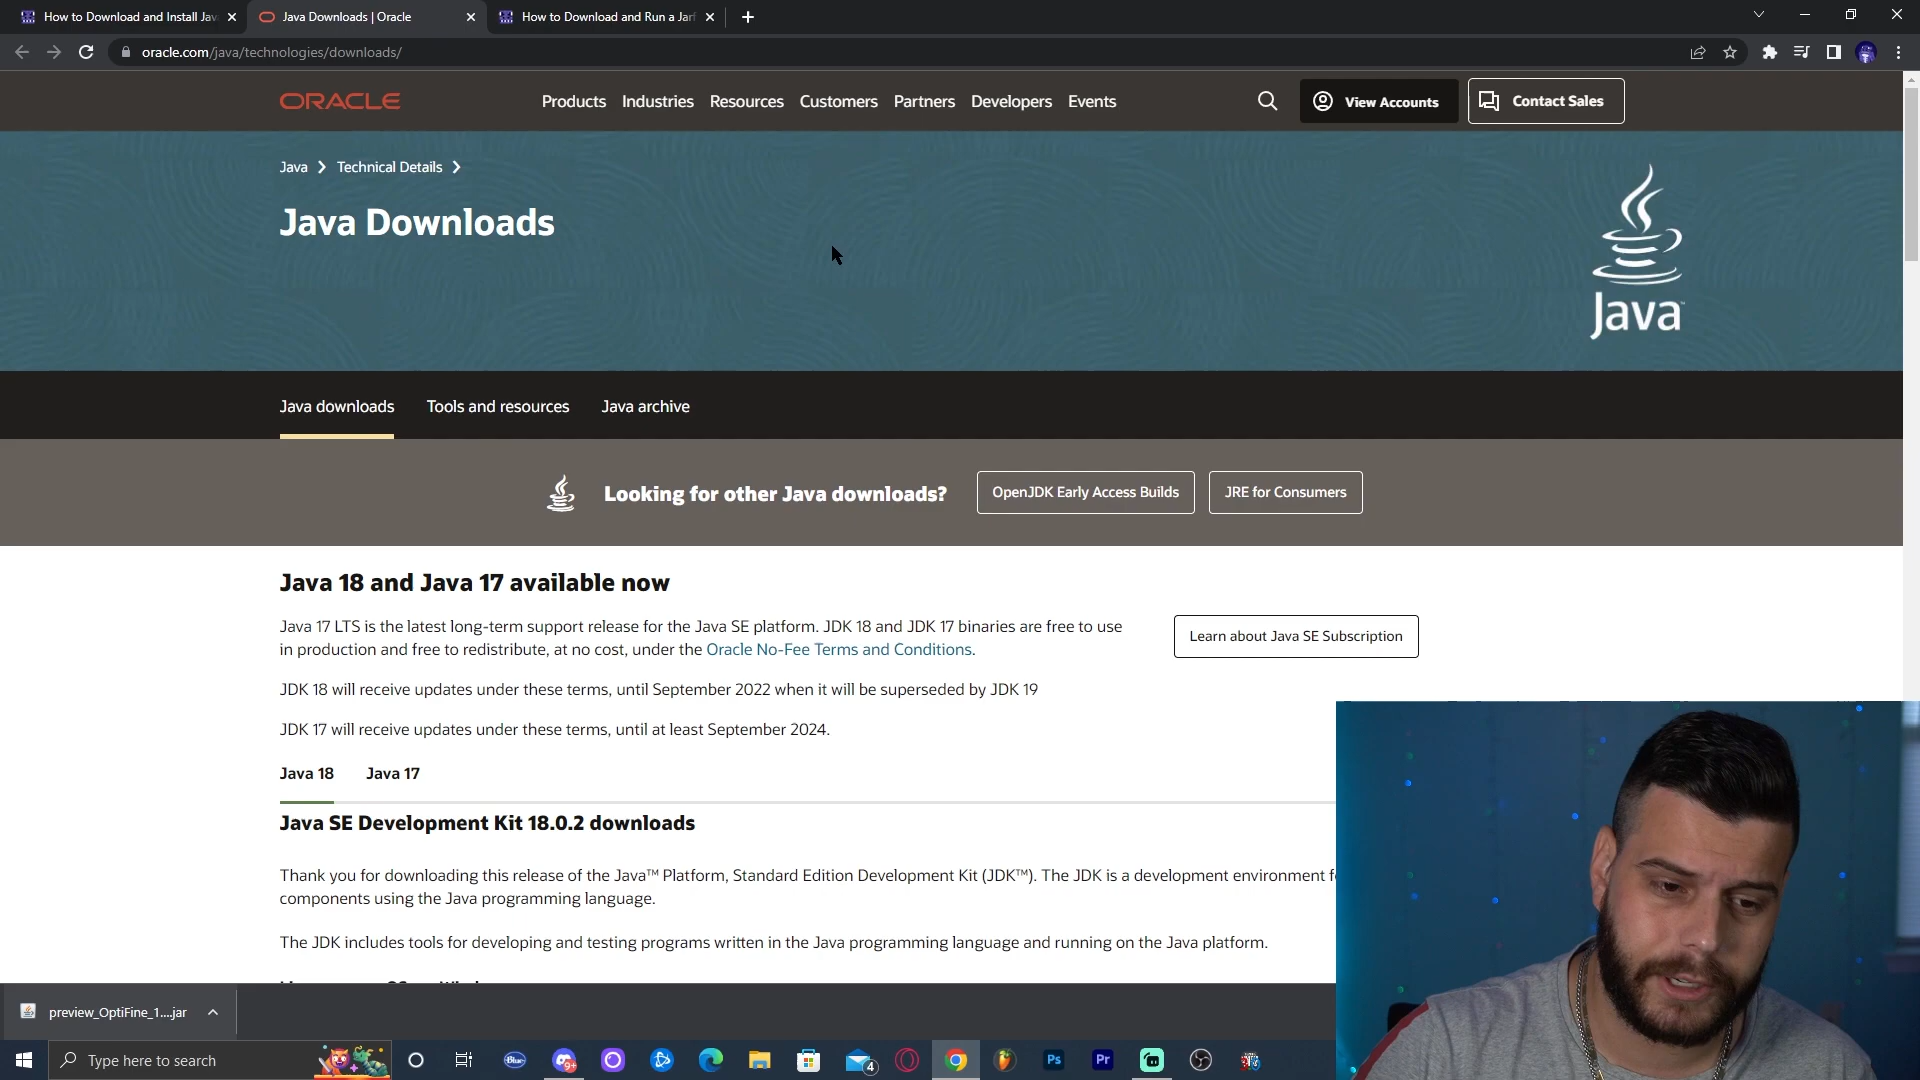 How to Download and Install Jav
Java Downloads | Oracle
How to Download and Run a Jarf
oracle.com/java/technologies/downloads/
ORACLE
Products
Industries
Resources
Customers
Partners
Developers
Events
View Accounts
Contact Sales
Java
Technical Details
Java Downloads
Java
Java downloads
Tools and resources
Java archive
Looking for other Java downloads?
OpenJDK Early Access Builds
JRE for Consumers
Java 18 and Java 17 available now
Java 17 LTS is the latest long-term support release for the Java SE platform. JDK 18 and JDK 17 binaries are free to use
in production and free to redistribute, at no cost, under the Oracle No-Fee Terms and Conditions.
Learn about Java SE Subscription
JDK 18 will receive updates under these terms, until September 2022 when it will be superseded by JDK 19
JDK 17 will receive updates under these terms, until at least September 2024.
Java 18
Java 17
Java SE Development Kit 18.0.2 downloads
Thank you for downloading this release of the Java™ Platform, Standard Edition Development Kit (JDK™). The JDK is a development environment f
components using the Java programming language.
The JDK includes tools for developing and testing programs written in the Java programming language and running on the Java platform.
preview_OptiFine_1....jar
Type here to search
Blue
9+
4
Ps
Pr